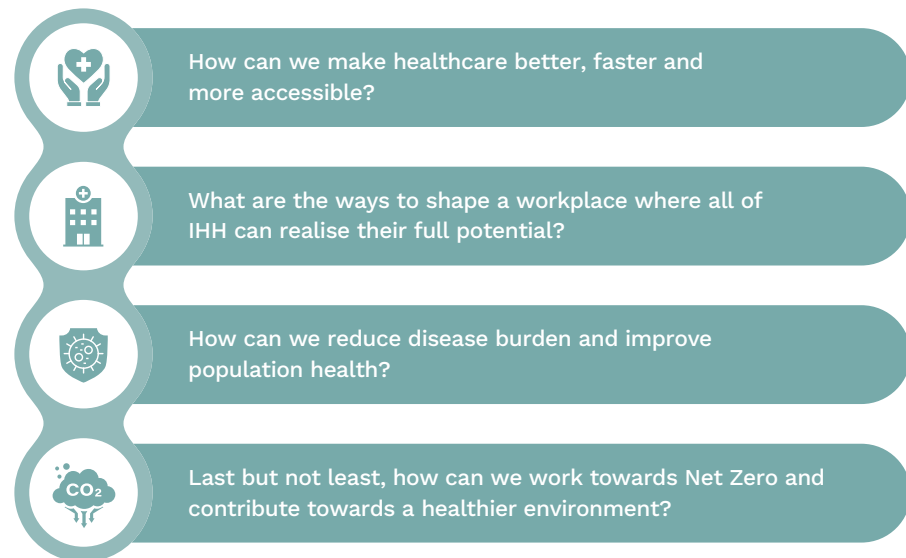 How can we make healthcare better, faster and
more accessible?
What are the ways to shape a workplace where all of
IHH can realise their full potential?
How can we reduce disease burden and improve
population health?
CO₂
Last but not least, how can we work towards Net Zero and
contribute towards a healthier environment?